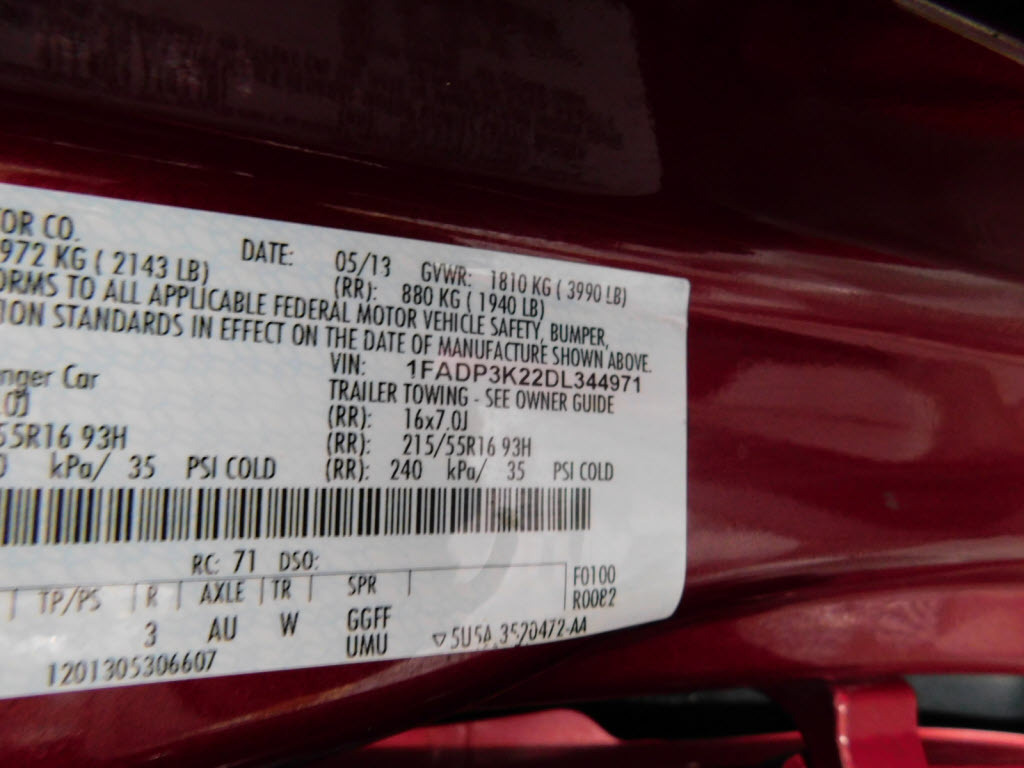 TOR CO.
DATE: 05/13 GVWR: 1810 KG ( 3990 LB)
972 KG ( 2143 LB) (RR): 880 KG ( 1940 LB)
ORMS TO ALL APPLICABLE FEDERAL MOTOR VEHICLE SAFETY, BUMPER,
ION STANDARDS IN EFFECT ON THE DATE OF MANUFACTURE SHOWN ABOVE.
VIN: 1FADP3K22DL344971
nger Car TRAILER TOWING - SEE OWNER GUIDE
.0J (RR): 16x7.0J
55R16 93H (RR): 215/55R16 93H
0 kPa/ 35 PSI COLD (RR): 240 kPa/ 35 PSI COLD
RC: 71 DSO:
TP/PS R AXLE TR SPR F0100
R0082
3 AU W GGFF
UMU 5U5A 3520472-AA
1201305306607